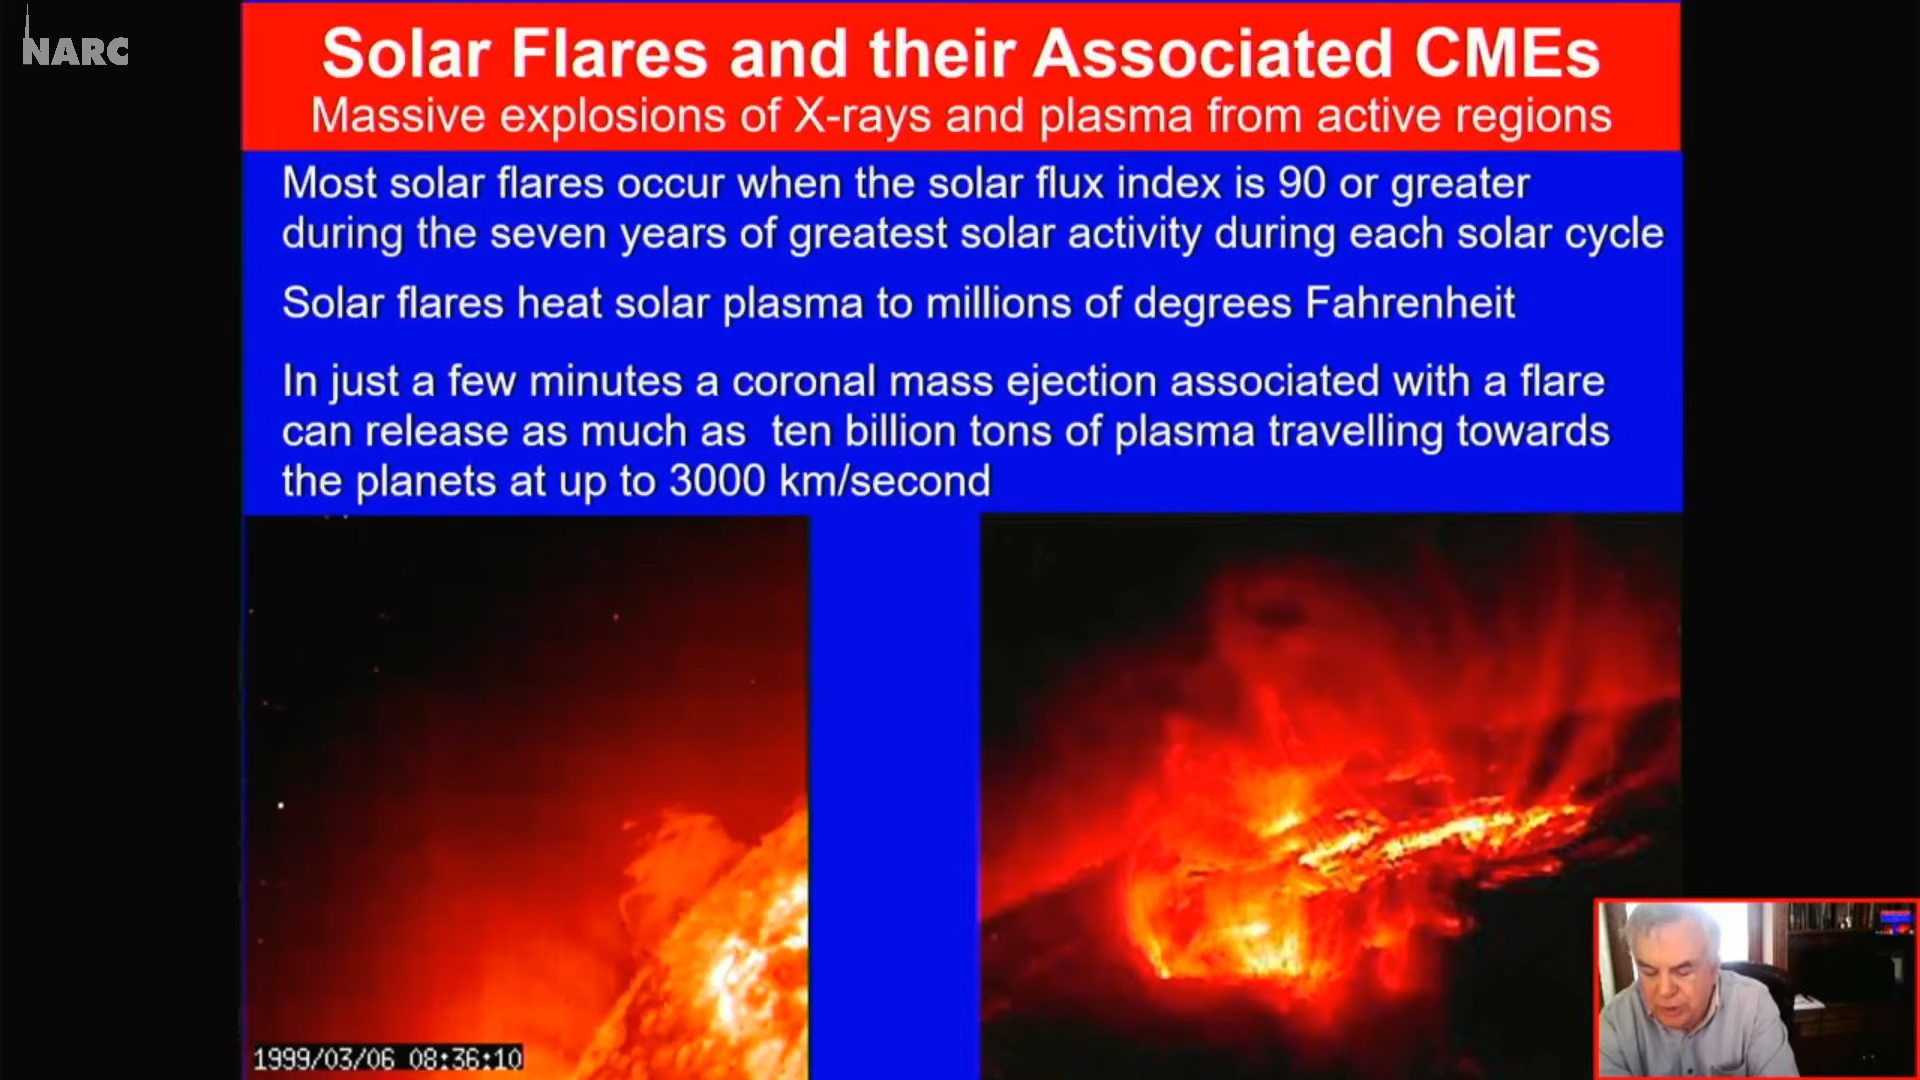 NARC
Solar Flares and their Associated CMEs
Massive explosions of X-rays and plasma from active regions
Most solar flares occur when the solar flux index is 90 or greater
during the seven years of greatest solar activity during each solar cycle
Solar flares heat solar plasma to millions of degrees Fahrenheit
In just a few minutes a coronal mass ejection associated with a flare
can release as much as  ten billion tons of plasma travelling towards
the planets at up to 3000 km/second
1999/03/06 08:36:10